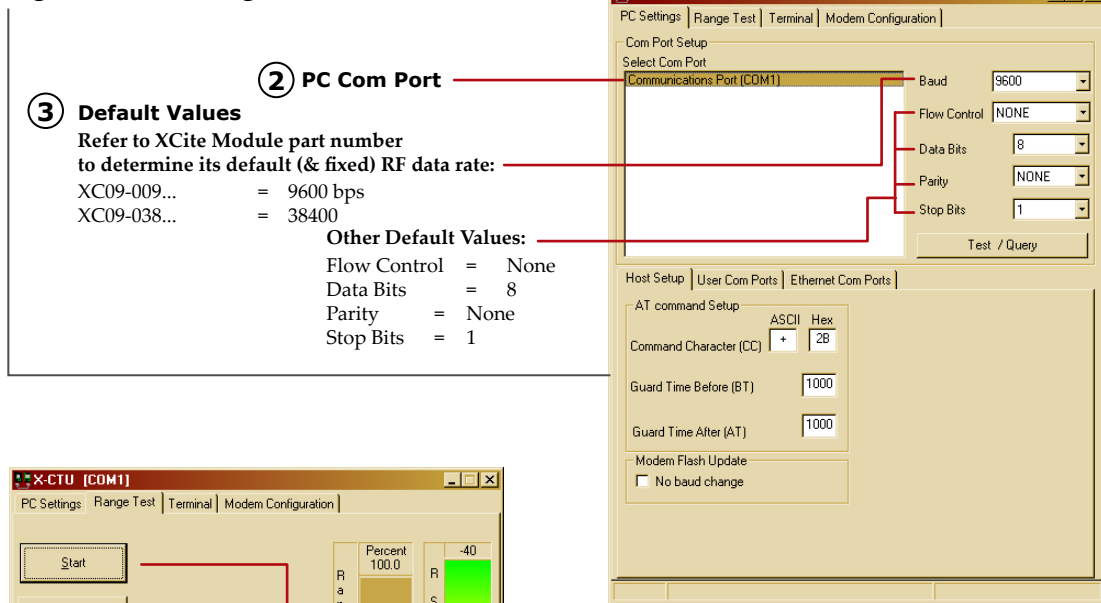 ② PC Com Port
③ Default Values
Refer to XCite Module part number
to determine its default (& fixed) RF data rate:
XC09-009... = 9600 bps
XC09-038... = 38400
Other Default Values:
Flow Control = None
Data Bits = 8
Parity = None
Stop Bits = 1
PC Settings Range Test Terminal Modem Configuration
Com Port Setup
Select Com Port
Communications Port (COM1)
Baud 9600
Flow Control NONE
Data Bits 8
Parity NONE
Stop Bits 1
Test / Query
Host Setup User Com Ports Ethernet Com Ports
AT command Setup
ASCII Hex
Command Character (CC) + 2B
Guard Time Before (BT) 1000
Guard Time After (AT) 1000
Modem Flash Update
No baud change
X-CTU [COM1]
PC Settings Range Test Terminal Modem Configuration
Start
Percent
100.0
-40
R
a
R
S